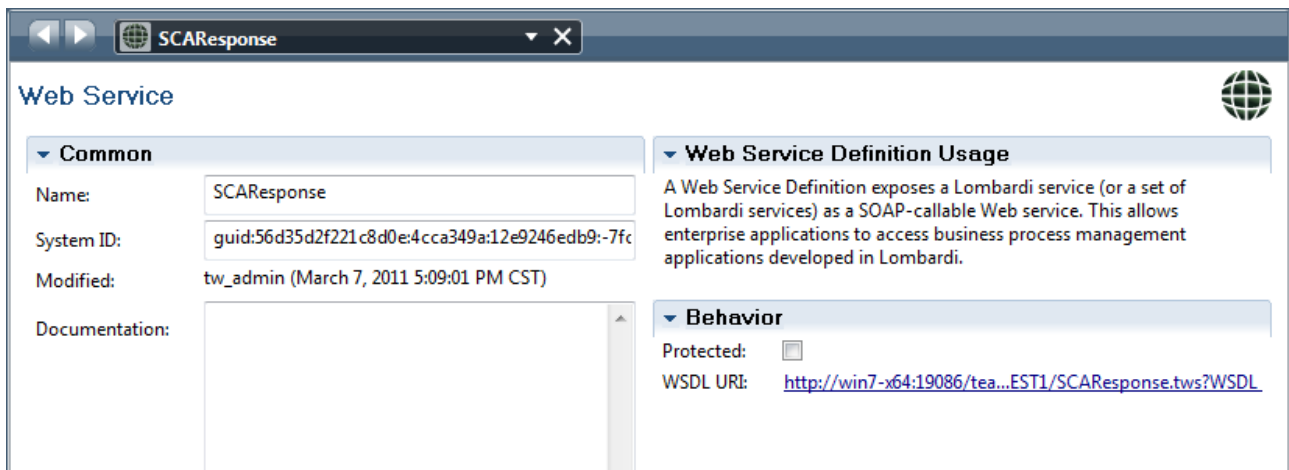 SCAResponse
Web Service
Common
Name: SCAResponse
System ID: guid:56d35d2f221c8d0e:4cca349a:12e9246edb9:-7fc
Modified: tw_admin (March 7, 2011 5:09:01 PM CST)
Documentation:
Web Service Definition Usage
A Web Service Definition exposes a Lombardi service (or a set of
Lombardi services) as a SOAP-callable Web service. This allows
enterprise applications to access business process management
applications developed in Lombardi.
Behavior
Protected:
WSDL URI: http://win7-x64:19086/tea...EST1/SCAResponse.tws?WSDL